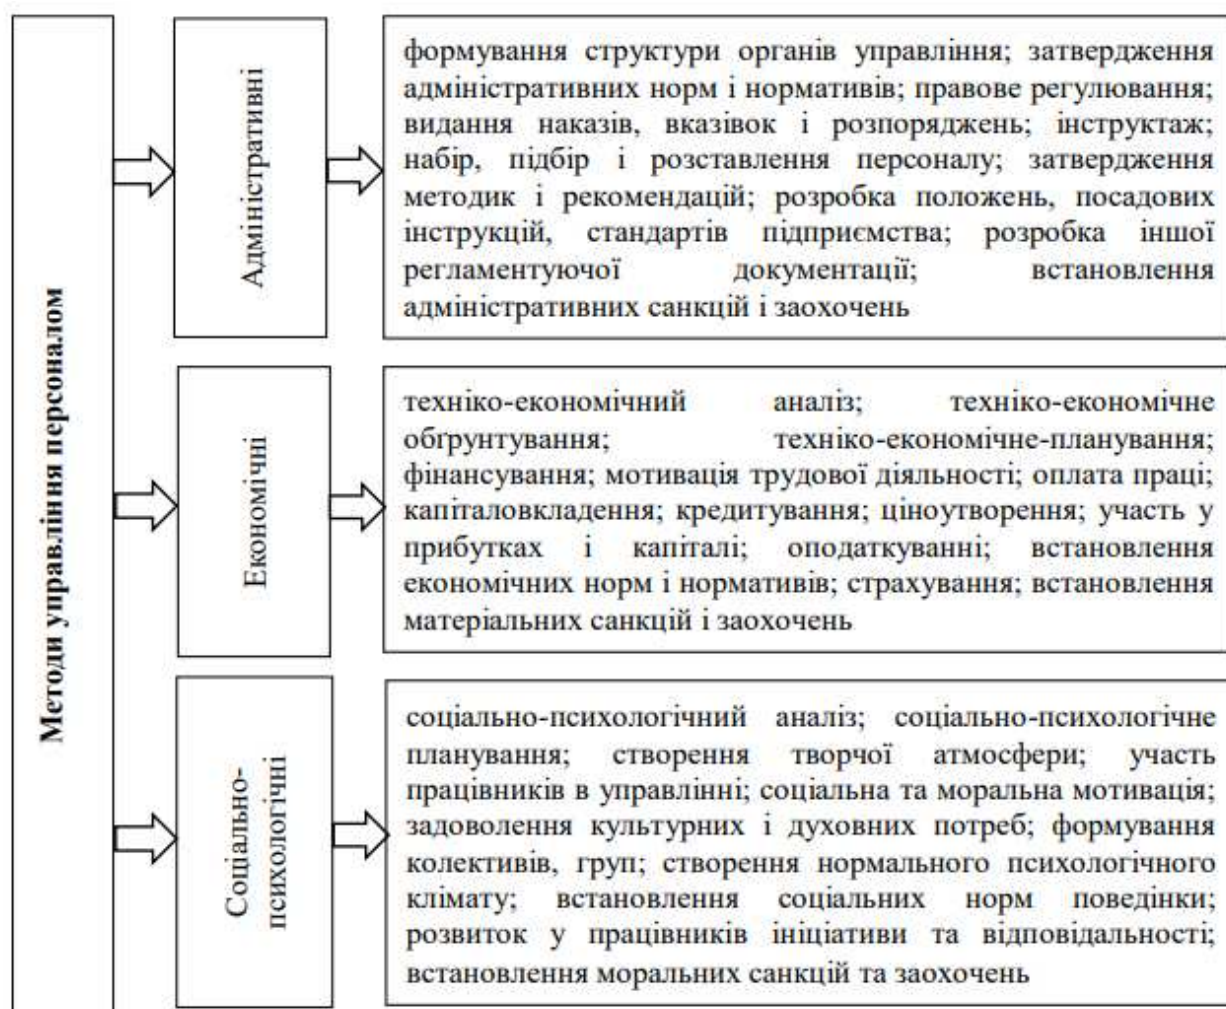 Методи управління персоналом
Адміністративні
формування структури органів управління; затвердження
адміністративних норм і нормативів; правове регулювання;
видання наказів, вказівок і розпоряджень; інструктаж;
набір, підбір і розставлення персоналу; затвердження
методик і рекомендацій; розробка положень, посадових
інструкцій, стандартів підприємства; розробка іншої
регламентуючої документації; встановлення
адміністративних санкцій і заохочень
Економічні
техніко-економічний аналіз; техніко-економічне
обґрунтування; техніко-економічне-планування;
фінансування; мотивація трудової діяльності; оплата праці;
капіталовкладення; кредитування; ціноутворення; участь у
прибутках і капіталі; оподаткуванні; встановлення
економічних норм і нормативів; страхування; встановлення
матеріальних санкцій і заохочень
Соціально-
психологічні
соціально-психологічний аналіз; соціально-психологічне
планування; створення творчої атмосфери; участь
працівників в управлінні; соціальна та моральна мотивація;
задоволення культурних і духовних потреб; формування
колективів, груп; створення нормального психологічного
клімату; встановлення соціальних норм поведінки;
розвиток у працівників ініціативи та відповідальності;
встановлення моральних санкцій та заохочень